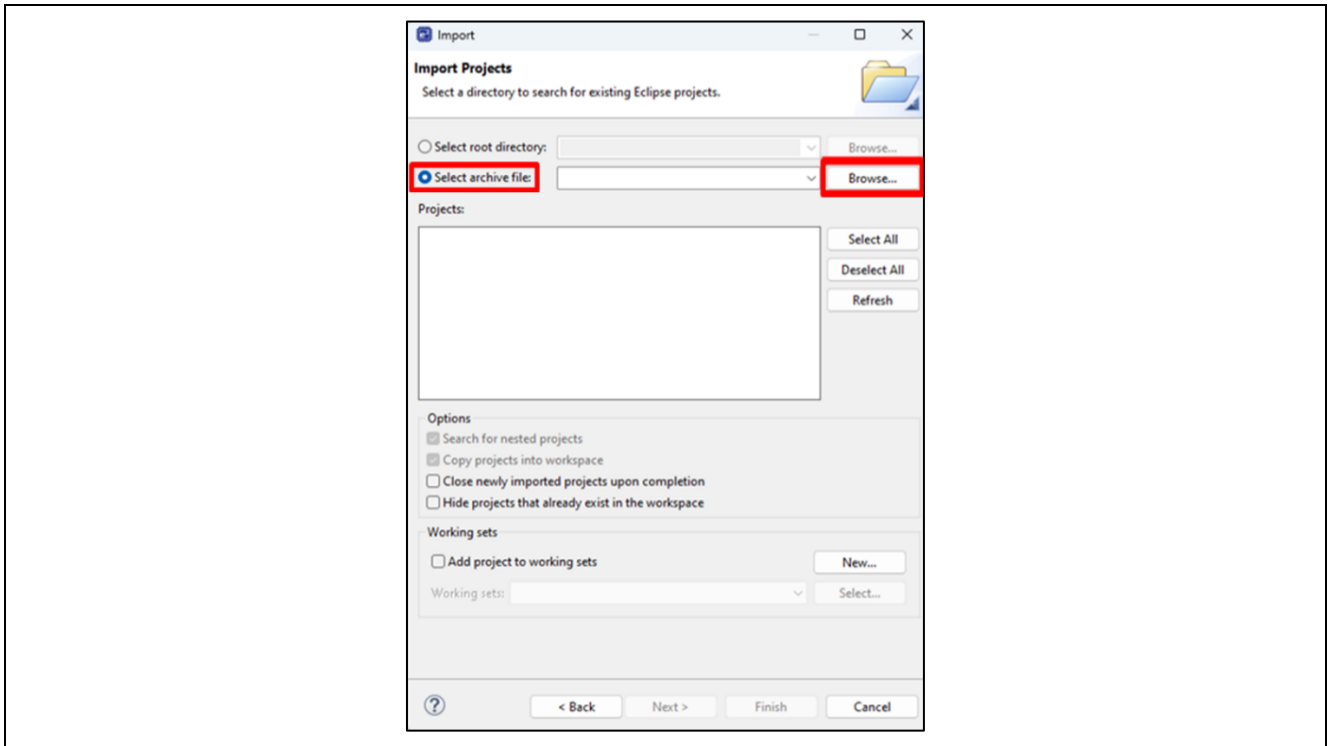 Import
Import Projects
Select a directory to search for existing Eclipse projects.
Select root directory: Browse...
Select archive file: Browse...
Projects:
Select All
Deselect All
Refresh
Options
Search for nested projects
Copy projects into workspace
Close newly imported projects upon completion
Hide projects that already exist in the workspace
Working sets
Add project to working sets New...
Working sets: Select...
? < Back Next > Finish Cancel